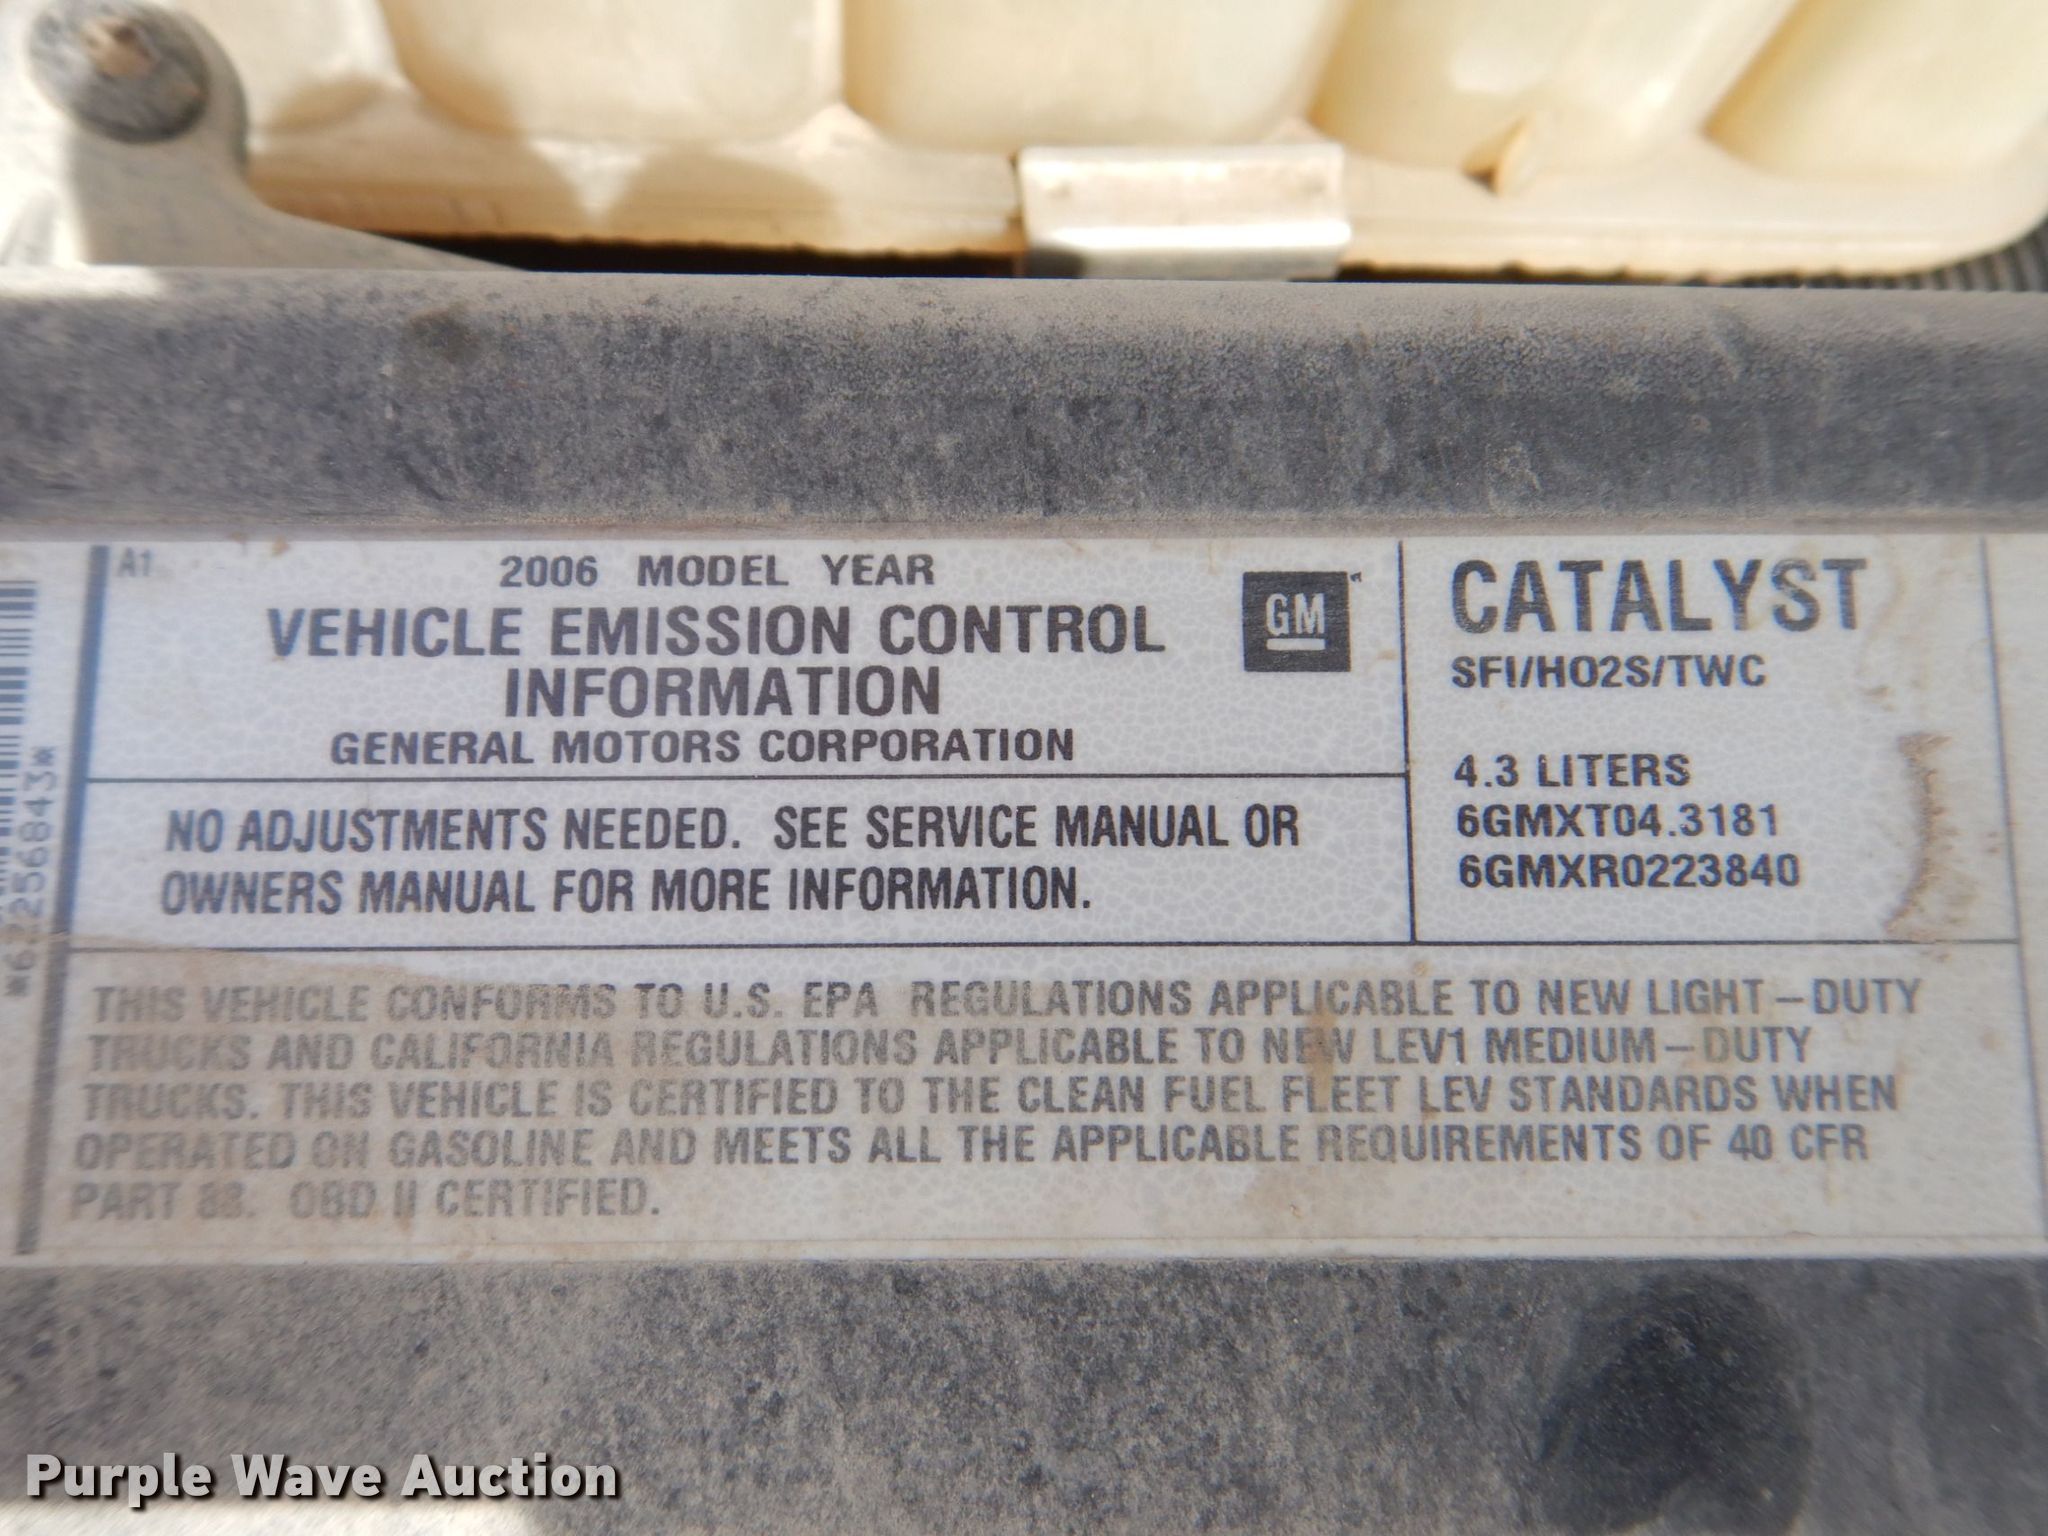 A1
2006 MODEL YEAR
VEHICLE EMISSION CONTROL
INFORMATION
GENERAL MOTORS CORPORATION
GM
NO ADJUSTMENTS NEEDED. SEE SERVICE MANUAL OR
OWNERS MANUAL FOR MORE INFORMATION.
CATALYST
SFI/HO2S/TWC
4.3 LITERS
6GMXT04.3181
6GMXR0223840
THIS VEHICLE CONFORMS TO U.S. EPA REGULATIONS APPLICABLE TO NEW LIGHT-DUTY
TRUCKS AND CALIFORNIA REGULATIONS APPLICABLE TO NEW LEV1 MEDIUM-DUTY
TRUCKS. THIS VEHICLE IS CERTIFIED TO THE CLEAN FUEL FLEET LEV STANDARDS WHEN
OPERATED ON GASOLINE AND MEETS ALL THE APPLICABLE REQUIREMENTS OF 40 CFR
PART 88. OBD II CERTIFIED.
Purple Wave Auction